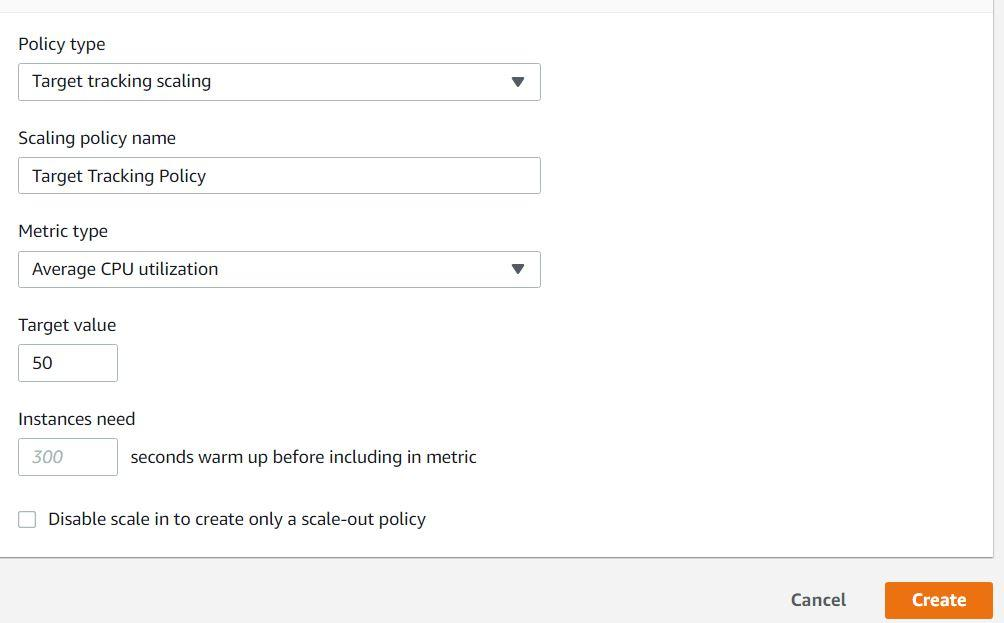 Policy type
Target tracking scaling
Scaling policy name
Target Tracking Policy
Metric type
Average CPU utilization
Target value
50
Instances need
300 seconds warm up before including in metric
Disable scale in to create only a scale-out policy
Cancel Create